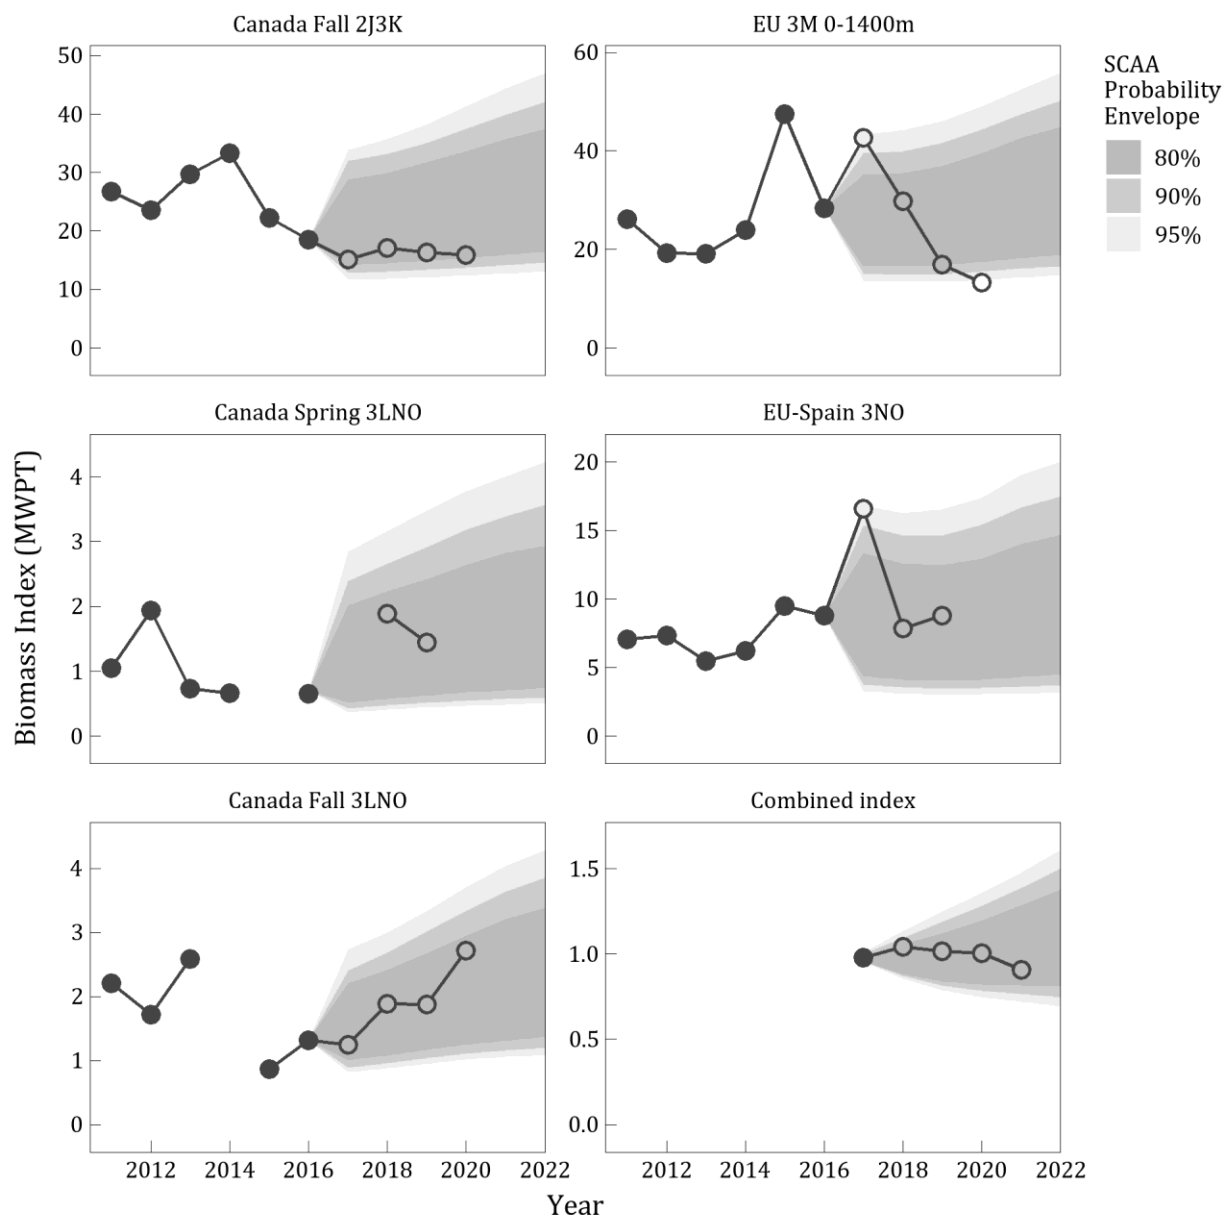 Canada Fall 2J3K
50
40
30
20
10
0
EU 3M 0-1400m
60
40
20
0
SCAA
Probability
Envelope
80%
90%
95%
Biomass Index (MWPT)
Canada Spring 3LNO
4
3
2
1
0
EU-Spain 3NO
20
15
10
5
0
Canada Fall 3LNO
4
3
2
1
0
2012 2014 2016 2018 2020 2022
Combined index
1.5
1.0
0.5
0.0
2012 2014 2016 2018 2020 2022
Year